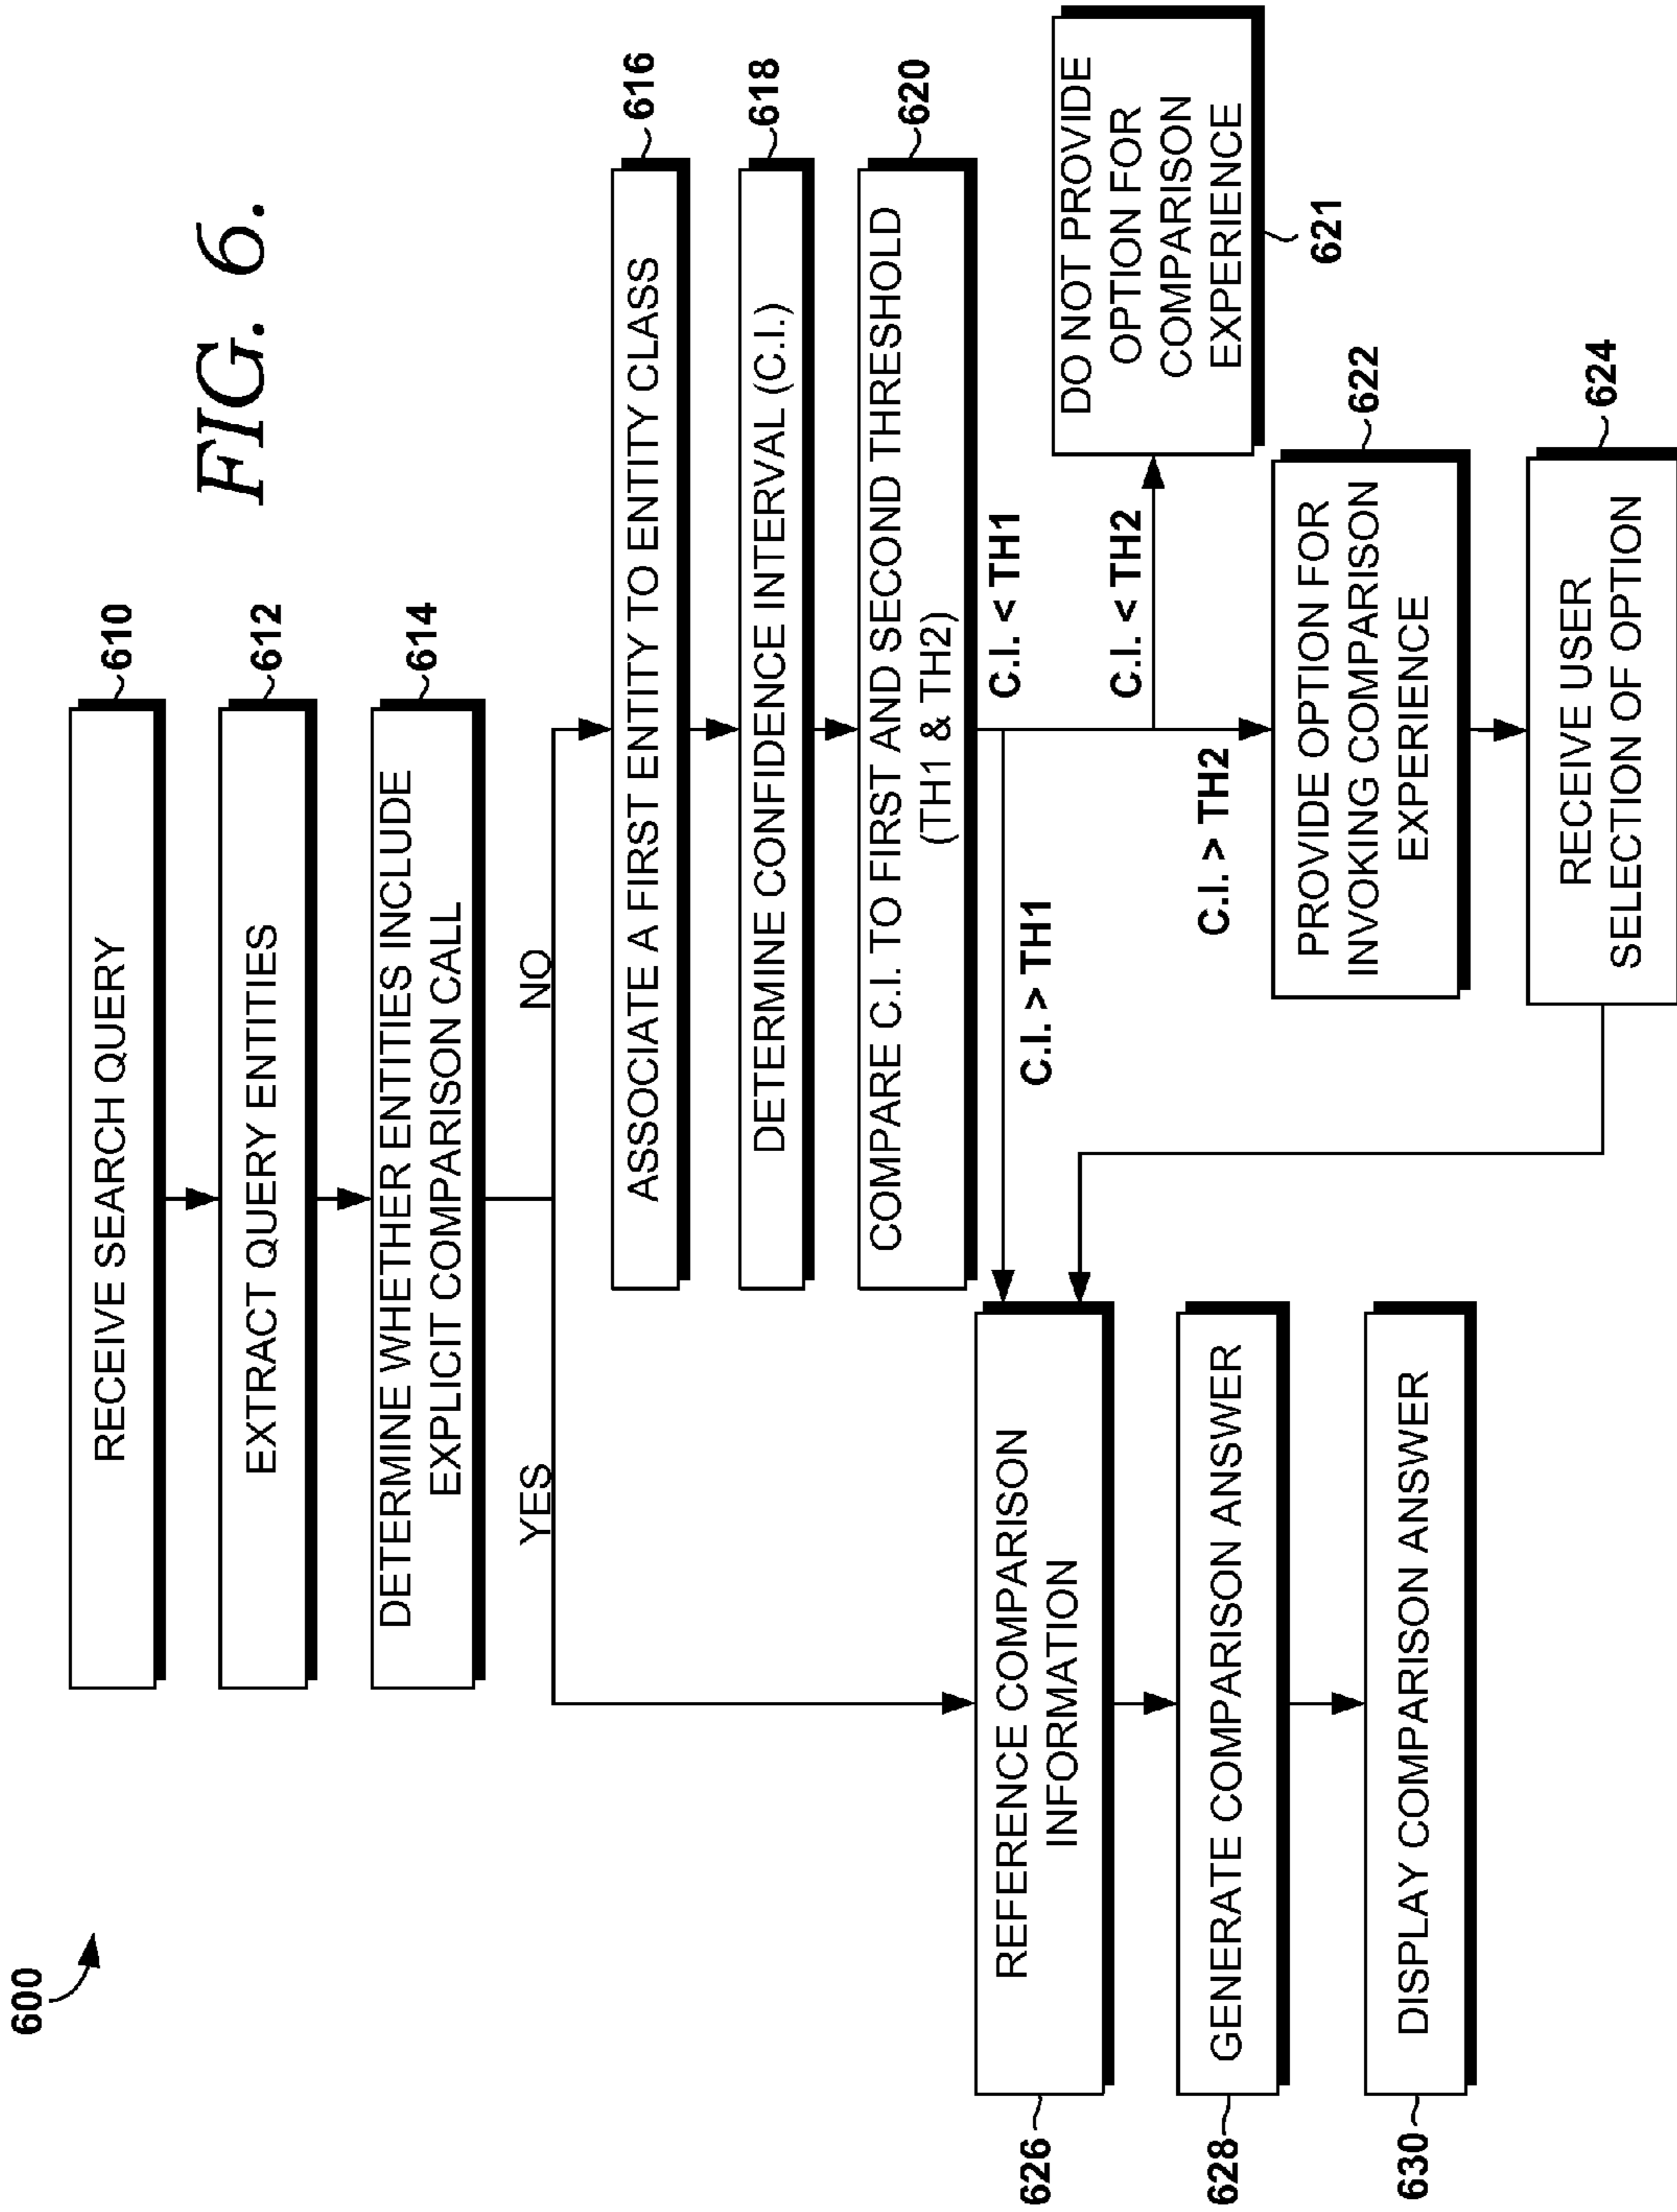 600
FIG. 6.
RECEIVE SEARCH QUERY
610
EXTRACT QUERY ENTITIES
612
DETERMINE WHETHER ENTITIES INCLUDE
EXPLICIT COMPARISON CALL
614
YES
NO
ASSOCIATE A FIRST ENTITY TO ENTITY CLASS
616
DETERMINE CONFIDENCE INTERVAL (C.I.)
618
COMPARE C.I. TO FIRST AND SECOND THRESHOLD
(TH1 & TH2)
620
C.I. > TH1
C.I. < TH1
C.I. < TH2
DO NOT PROVIDE
OPTION FOR
COMPARISON
EXPERIENCE
621
C.I. > TH2
PROVIDE OPTION FOR
INVOKING COMPARISON
EXPERIENCE
622
RECEIVE USER
SELECTION OF OPTION
624
REFERENCE COMPARISON
INFORMATION
626
GENERATE COMPARISON ANSWER
628
DISPLAY COMPARISON ANSWER
630